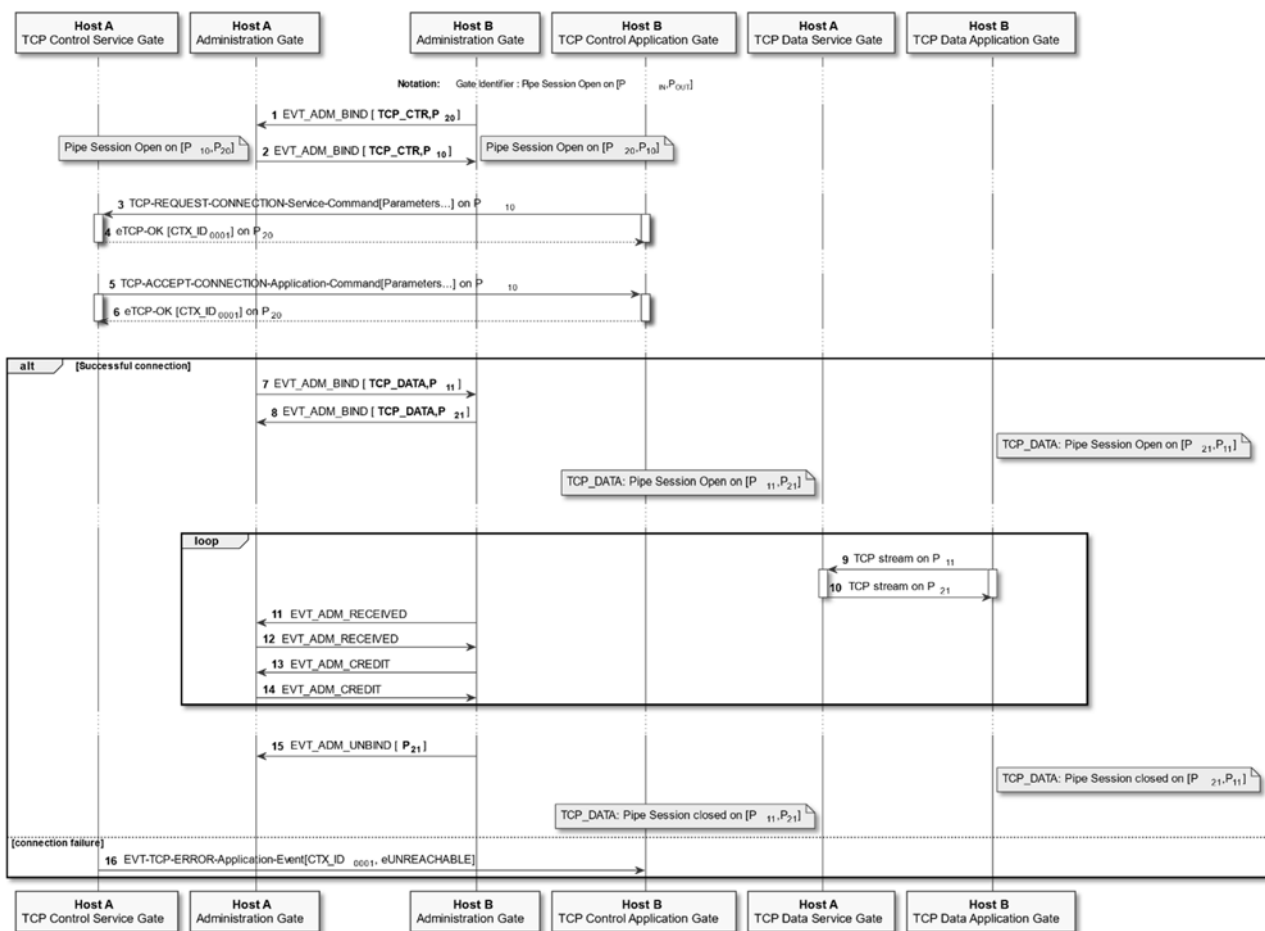 Host A
TCP Control Service Gate
Host A
Administration Gate
Host B
Administration Gate
Host B
TCP Control Application Gate
Host A
TCP Data Service Gate
Host B
TCP Data Application Gate
Notation: Gate Identifier : Pipe Session Open on [P IN,POUT]
1 EVT_ADM_BIND [ TCP_CTR,P 20]
Pipe Session Open on [P 10,P20]
2 EVT_ADM_BIND [ TCP_CTR,P 10]
Pipe Session Open on [P 20,P10]
3 TCP-REQUEST-CONNECTION-Service-Command[Parameters...] on P 10
4 eTCP-OK [CTX_ID 0001] on P20
5 TCP-ACCEPT-CONNECTION-Application-Command[Parameters...] on P 10
6 eTCP-OK [CTX_ID 0001] on P20
alt [Successful connection]
7 EVT_ADM_BIND [ TCP_DATA,P 11]
8 EVT_ADM_BIND [ TCP_DATA,P 21]
TCP_DATA: Pipe Session Open on [P 21,P11]
TCP_DATA: Pipe Session Open on [P 11,P21]
loop
9 TCP stream on P 11
10 TCP stream on P 21
11 EVT_ADM_RECEIVED
12 EVT_ADM_RECEIVED
13 EVT_ADM_CREDIT
14 EVT_ADM_CREDIT
15 EVT_ADM_UNBIND [ P21]
TCP_DATA: Pipe Session closed on [P 21,P11]
TCP_DATA: Pipe Session closed on [P 11,P21]
[connection failure]
16 EVT-TCP-ERROR-Application-Event[CTX_ID 0001, eUNREACHABLE]
Host A
TCP Control Service Gate
Host A
Administration Gate
Host B
Administration Gate
Host B
TCP Control Application Gate
Host A
TCP Data Service Gate
Host B
TCP Data Application Gate